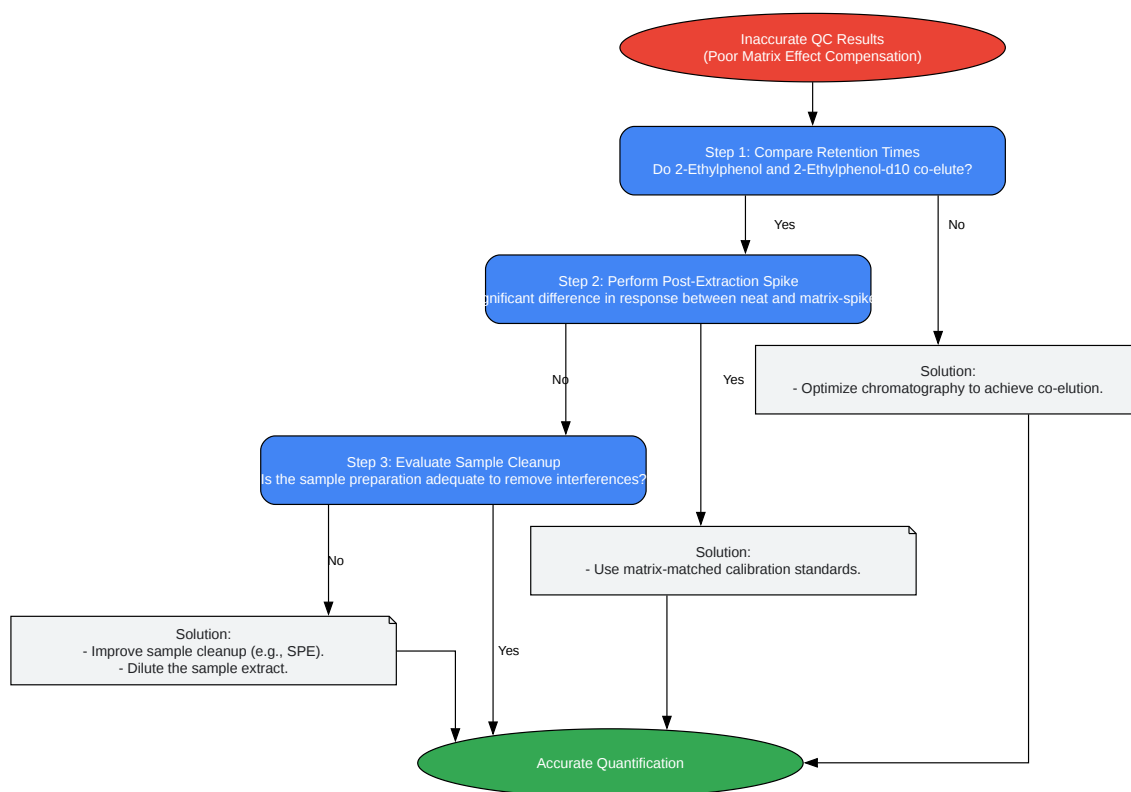 Inaccurate QC Results
(Poor Matrix Effect Compensation)
Step 1: Compare Retention Times
Do 2-Ethylphenol and 2-Ethylphenol-d10 co-elute?
Yes
No
Step 2: Perform Post-Extraction Spike
difference in response between neat and
No
Yes
Solution:
- Optimize chromatography to achieve co-elution.
Step 3: Evaluate Sample Cleanup
Is the sample preparation adequate to remove interferences?
No
Yes
Solution:
- Use matrix-matched calibration standards.
Solution:
- Improve sample cleanup (e.g., SPE).
- Dilute the sample extract.
Accurate Quantification